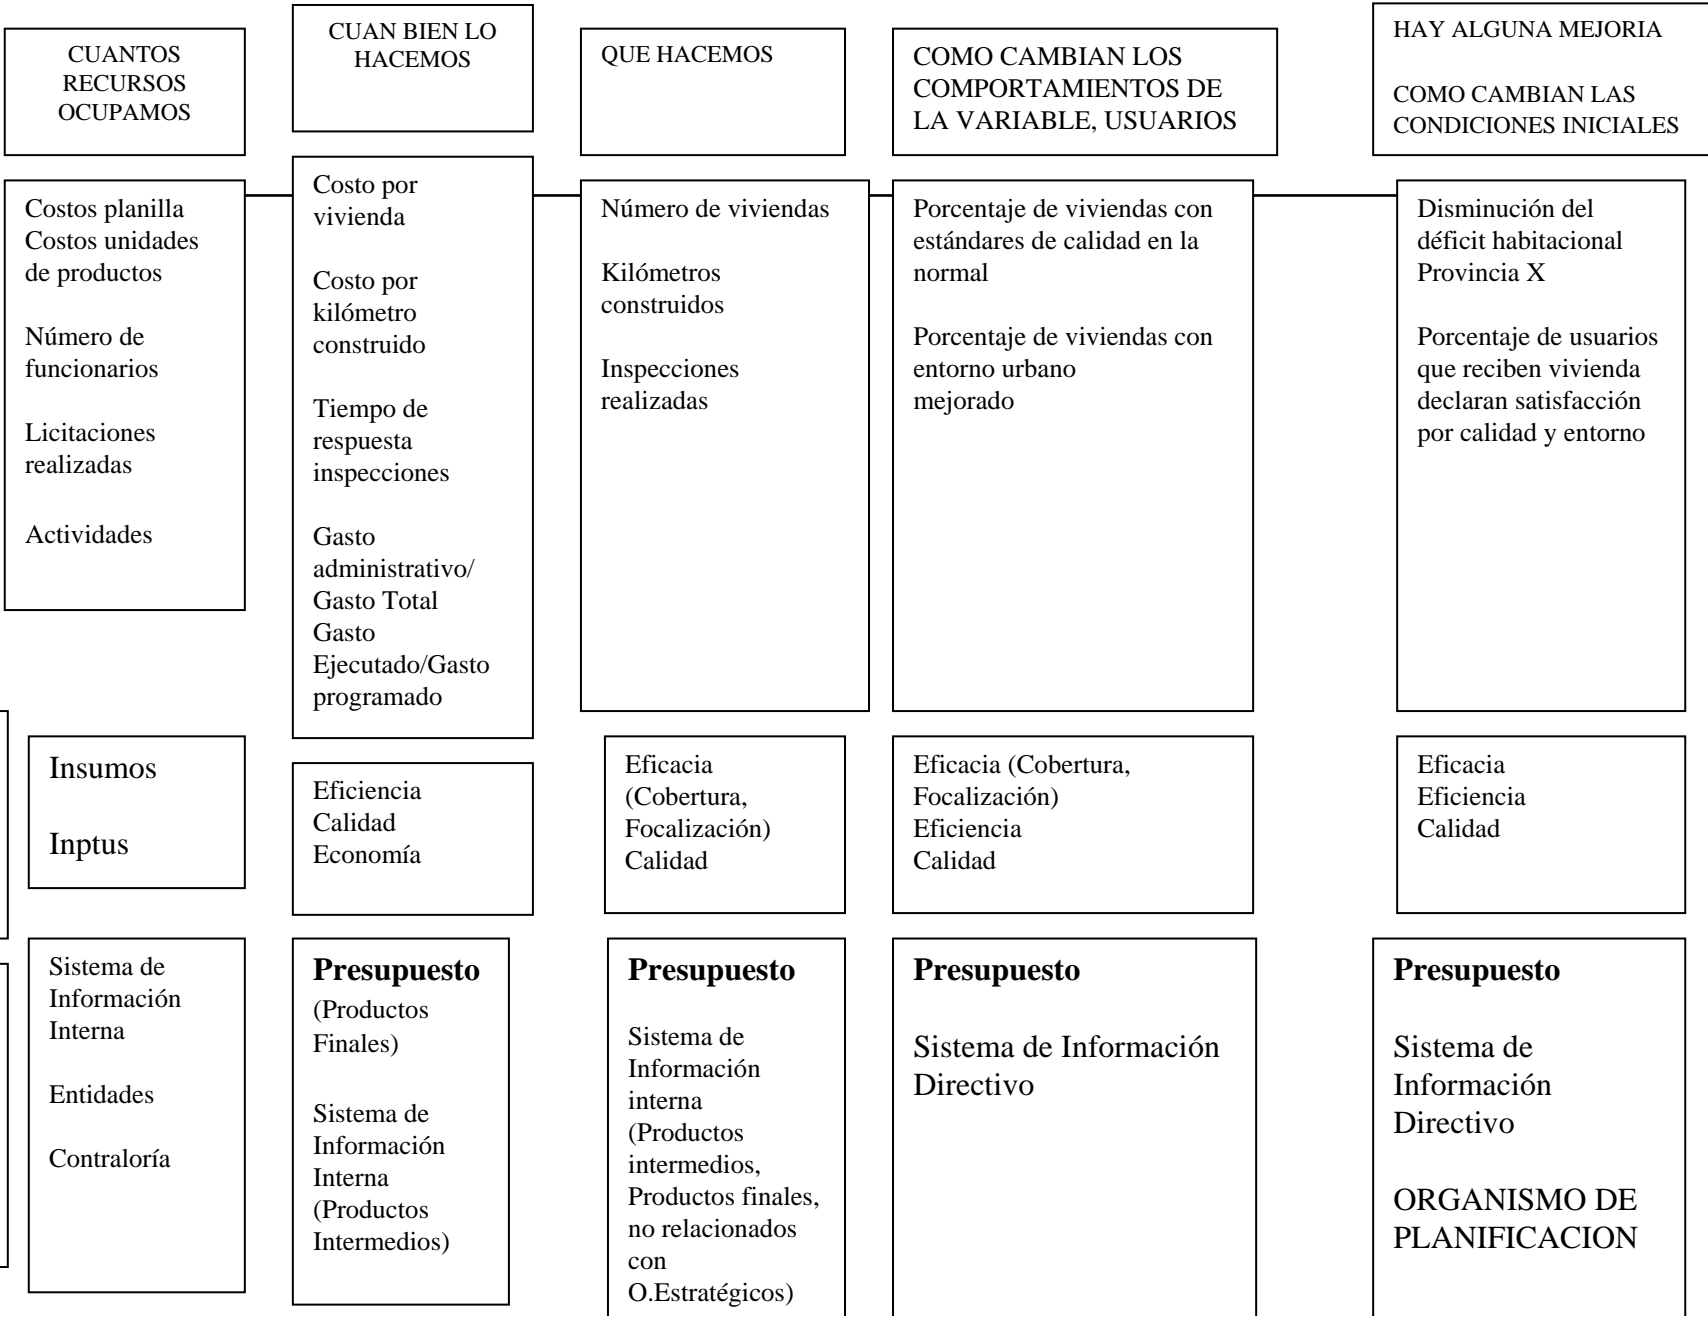 CUANTOS
RECURSOS
OCUPAMOS
CUAN BIEN LO
HACEMOS
QUE HACEMOS
COMO CAMBIAN LOS
COMPORTAMIENTOS DE
LA VARIABLE, USUARIOS
HAY ALGUNA MEJORIA
COMO CAMBIAN LAS
CONDICIONES INICIALES
Costos planilla
Costos unidades
de productos
Número de
funcionarios
Licitaciones
realizadas
Actividades
Costo por
vivienda
Costo por
kilómetro
construido
Tiempo de
respuesta
inspecciones
Gasto
administrativo/
Gasto Total
Gasto
Ejecutado/Gasto
programado
Número de viviendas
Kilómetros
construidos
Inspecciones
realizadas
Porcentaje de viviendas con
estándares de calidad en la
normal
Porcentaje de viviendas con
entorno urbano
mejorado
Disminución del
déficit habitacional
Provincia X
Porcentaje de usuarios
que reciben vivienda
declaran satisfacción
por calidad y entorno
Insumos
Inptus
Eficiencia
Calidad
Economía
Eficacia
(Cobertura,
Focalización)
Calidad
Eficacia (Cobertura,
Focalización)
Eficiencia
Calidad
Eficacia
Eficiencia
Calidad
Sistema de
Información
Interna
Entidades
Contraloría
Presupuesto
(Productos
Finales)
Sistema de
Información
Interna
(Productos
Intermedios)
Presupuesto
Sistema de
Información
interna
(Productos
intermedios,
Productos finales,
no relacionados
con
O.Estratégicos)
Presupuesto
Sistema de Información
Directivo
Presupuesto
Sistema de
Información
Directivo
ORGANISMO DE
PLANIFICACION